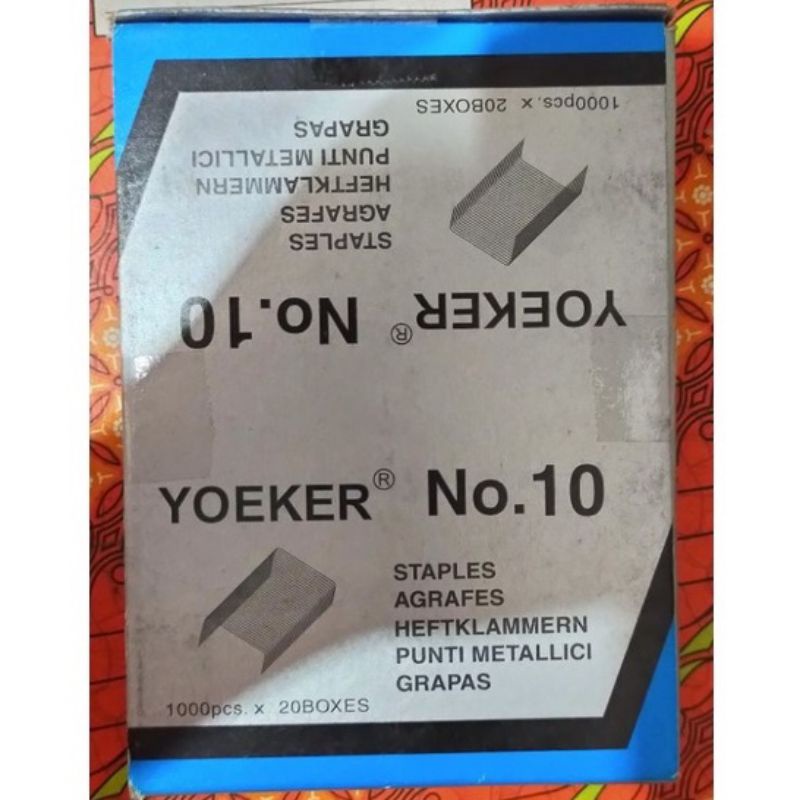 1000pcs. x 20BOXES
STAPLES
AGRAFES
HEFTKLAMMERN
PUNTI METALLICI
GRAPAS
YOEKER® No.10
YOEKER® No.10
STAPLES
AGRAFES
HEFTKLAMMERN
PUNTI METALLICI
GRAPAS
1000pcs. x 20BOXES